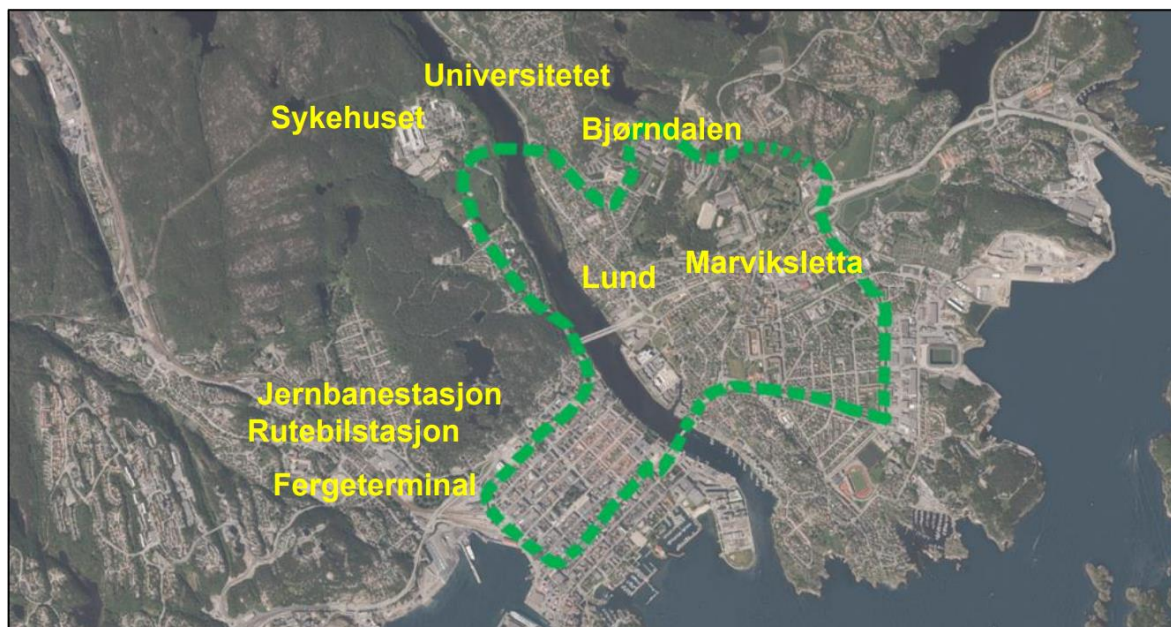 Universitetet
Sykehuset
Bjørndalen
Marviksletta
Lund
Jernbanestasjon
Rutebilstasjon
Fergeterminal